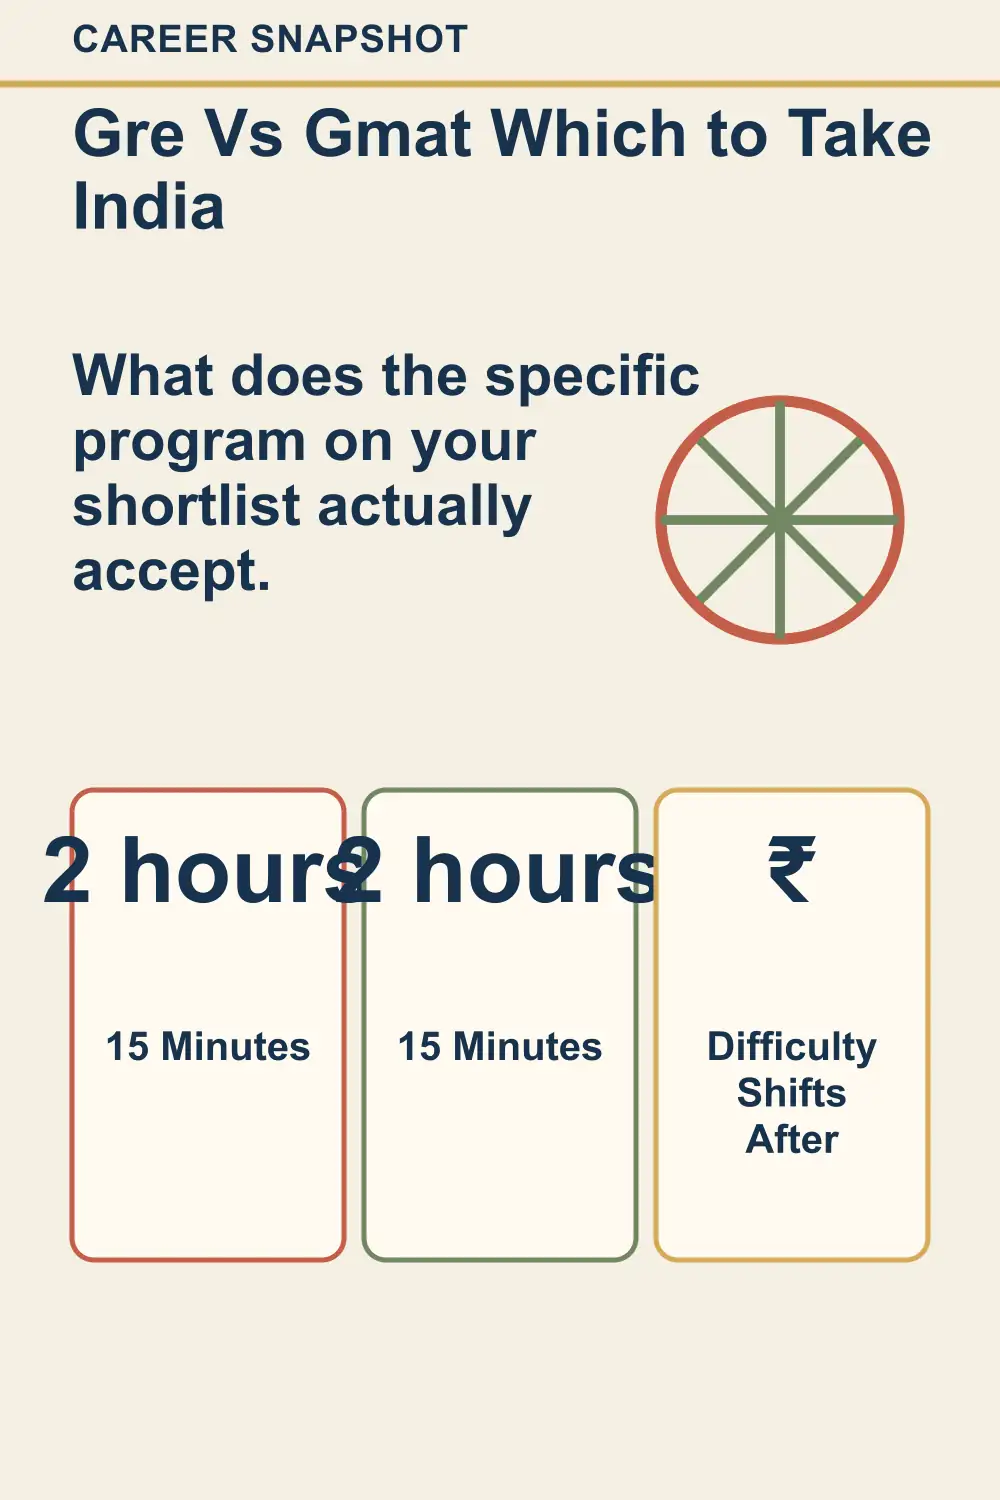 CAREER SNAPSHOT
Gre Vs Gmat Which to Take
India
What does the specific
program on your
shortlist actually
accept.
2 hours
2 hours
₹
15 Minutes
15 Minutes
Difficulty
Shifts
After